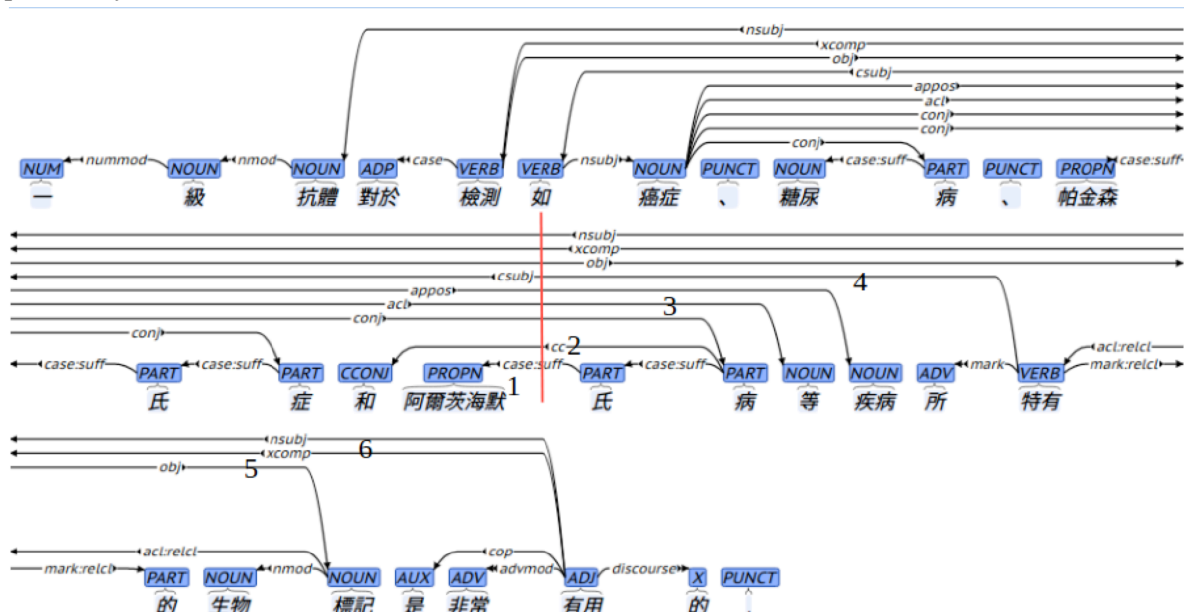 nsubj
xcomp
obj
csubj
appos
acl
conj
conj
conj
nummod nmod case nsubj case:suff case:suff
NUM NOUN NOUN ADP VERB VERB NOUN PUNCT NOUN PART PUNCT PROPN
一 級 抗體 對於 檢測 如 癌症 、 糖尿 病 、 帕金森
nsubj
xcomp
obj
csubj 4
appos
acl 3
conj
conj
cc 2 acl:relcl
case:suff case:suff case:suff case:suff mark mark:relcl
PART PART CCONJ PROPN PART PART NOUN NOUN ADV VERB
1
氏 症 和 阿爾茨海默 氏 病 等 疾病 所 特有
nsubj
xcomp 6
obj 5
acl:relcl cop
mark:relcl nmod advmod discourse
PART NOUN NOUN AUX ADV ADJ X PUNCT
的 生物 標記 是 非常 有用 的